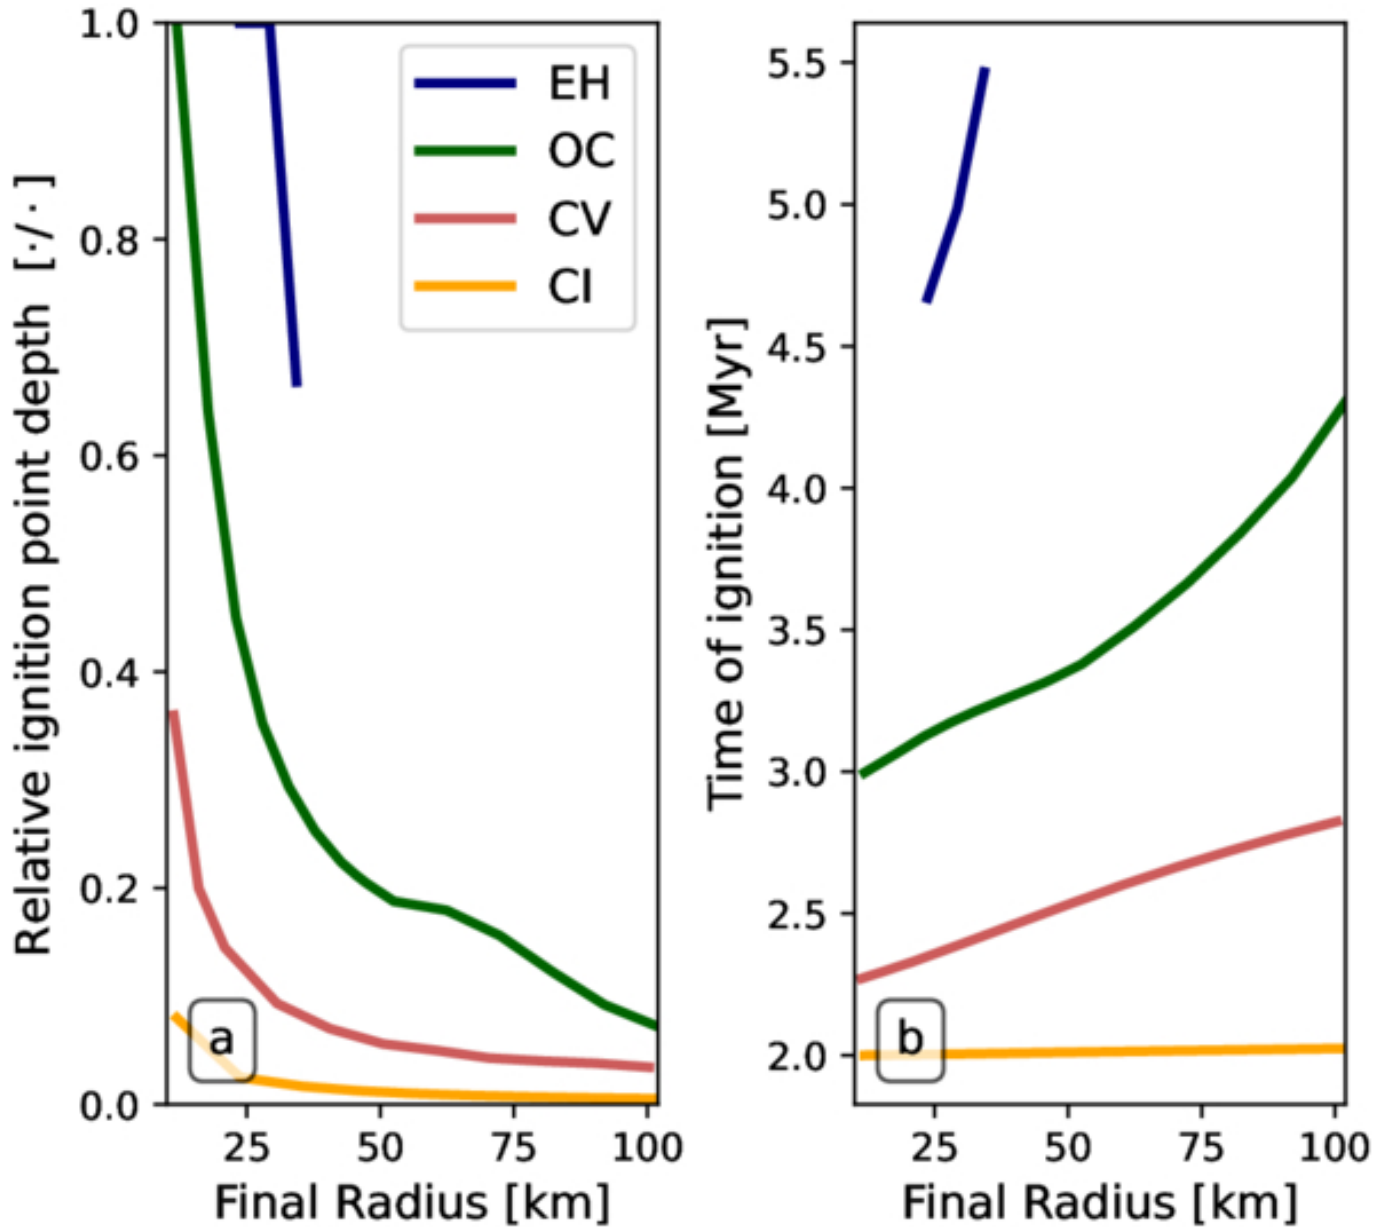 Relative ignition point depth [·/·]
1.0
0.8
0.6
0.4
0.2
0.0
EH
OC
CV
CI
a
25 50 75 100
Final Radius [km]
Time of ignition [Myr]
5.5
5.0
4.5
4.0
3.5
3.0
2.5
2.0
b
25 50 75 100
Final Radius [km]